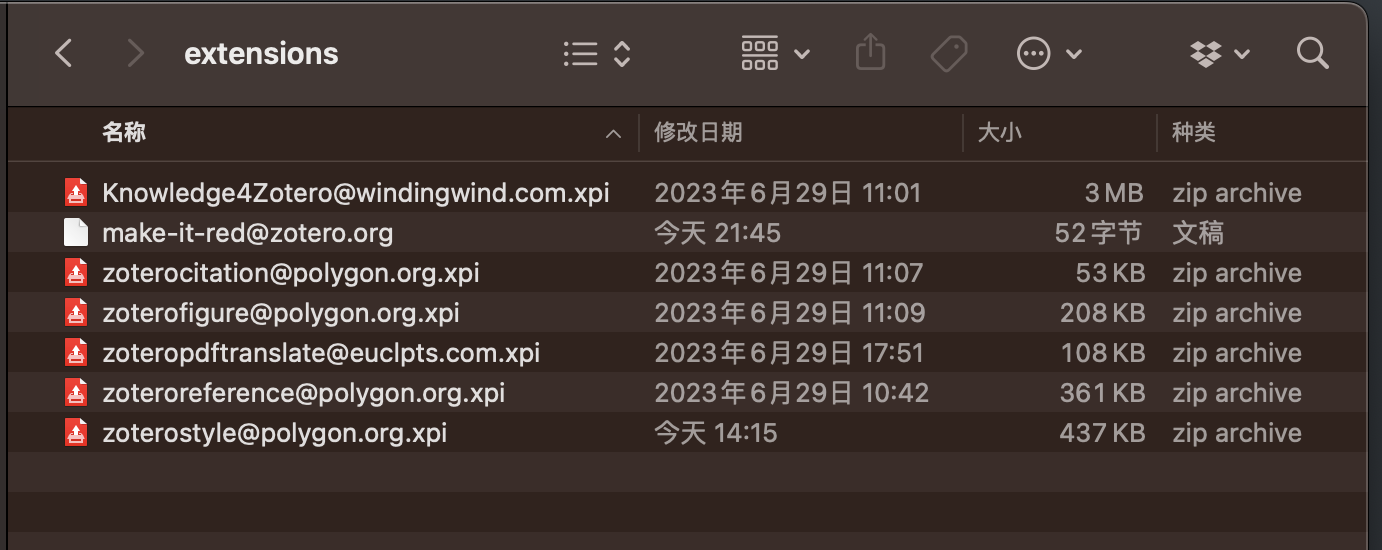 extensions
名称 修改日期 大小 种类
Knowledge4Zotero@windingwind.com.xpi 2023年6月29日 11:01 3 MB zip archive
make-it-red@zotero.org 今天 21:45 52字节 文稿
zoterocitation@polygon.org.xpi 2023年6月29日 11:07 53 KB zip archive
zoterofigure@polygon.org.xpi 2023年6月29日 11:09 208 KB zip archive
zoteropdftranslate@euclpts.com.xpi 2023年6月29日 17:51 108 KB zip archive
zoteroreference@polygon.org.xpi 2023年6月29日 10:42 361 KB zip archive
zoterostyle@polygon.org.xpi 今天 14:15 437 KB zip archive